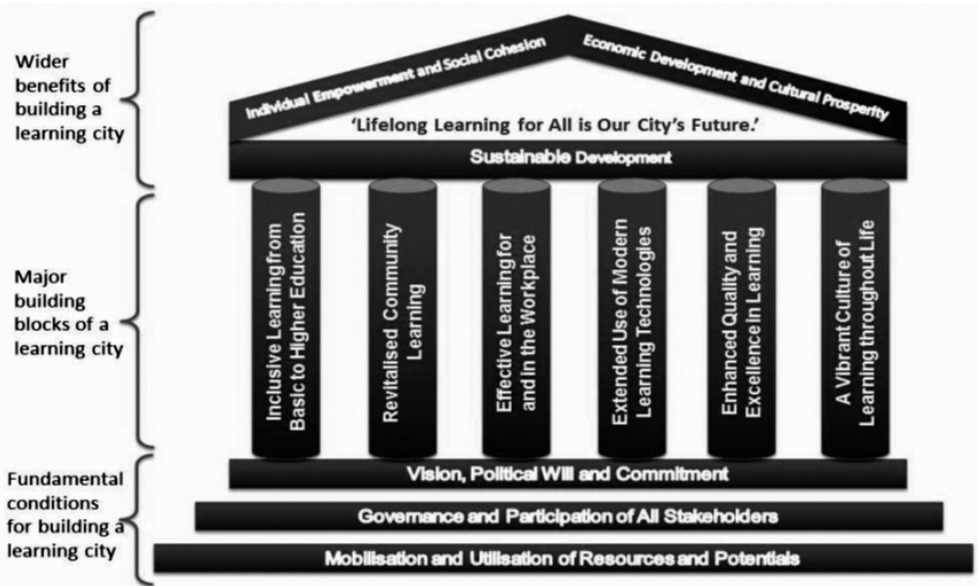 Wider
benefits of
building a
learning city
Individual Empowerment and Social Cohesion
Economic Development and Cultural Prosperity
'Lifelong Learning for All is Our City's Future.'
Sustainable Development
Major
building
blocks of a
learning city
Inclusive Learning from
Basic to Higher Education
Revitalised Community
Learning
Effective Learning for
and in the Workplace
Extended Use of Modern
Learning Technologies
Enhanced Quality and
Excellence in Learning
A Vibrant Culture of
Learning throughout Life
Fundamental
conditions
for building a
learning city
Vision, Political Will and Commitment
Governance and Participation of All Stakeholders
Mobilisation and Utilisation of Resources and Potentials